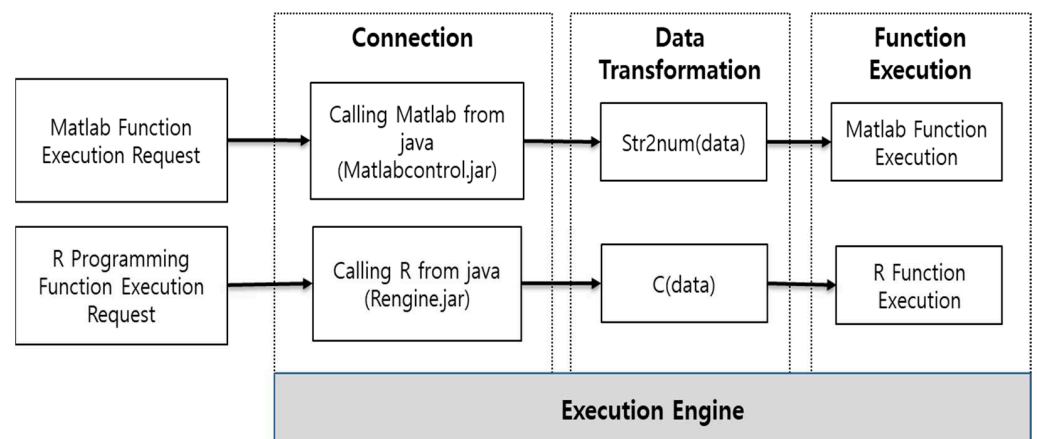 Connection
Data
Transformation
Function
Execution
Matlab Function
Execution Request
Calling Matlab from
java
(Matlabcontrol.jar)
Str2num(data)
Matlab Function
Execution
R Programming
Function Execution
Request
Calling R from java
(Rengine.jar)
C(data)
R Function
Execution
Execution Engine